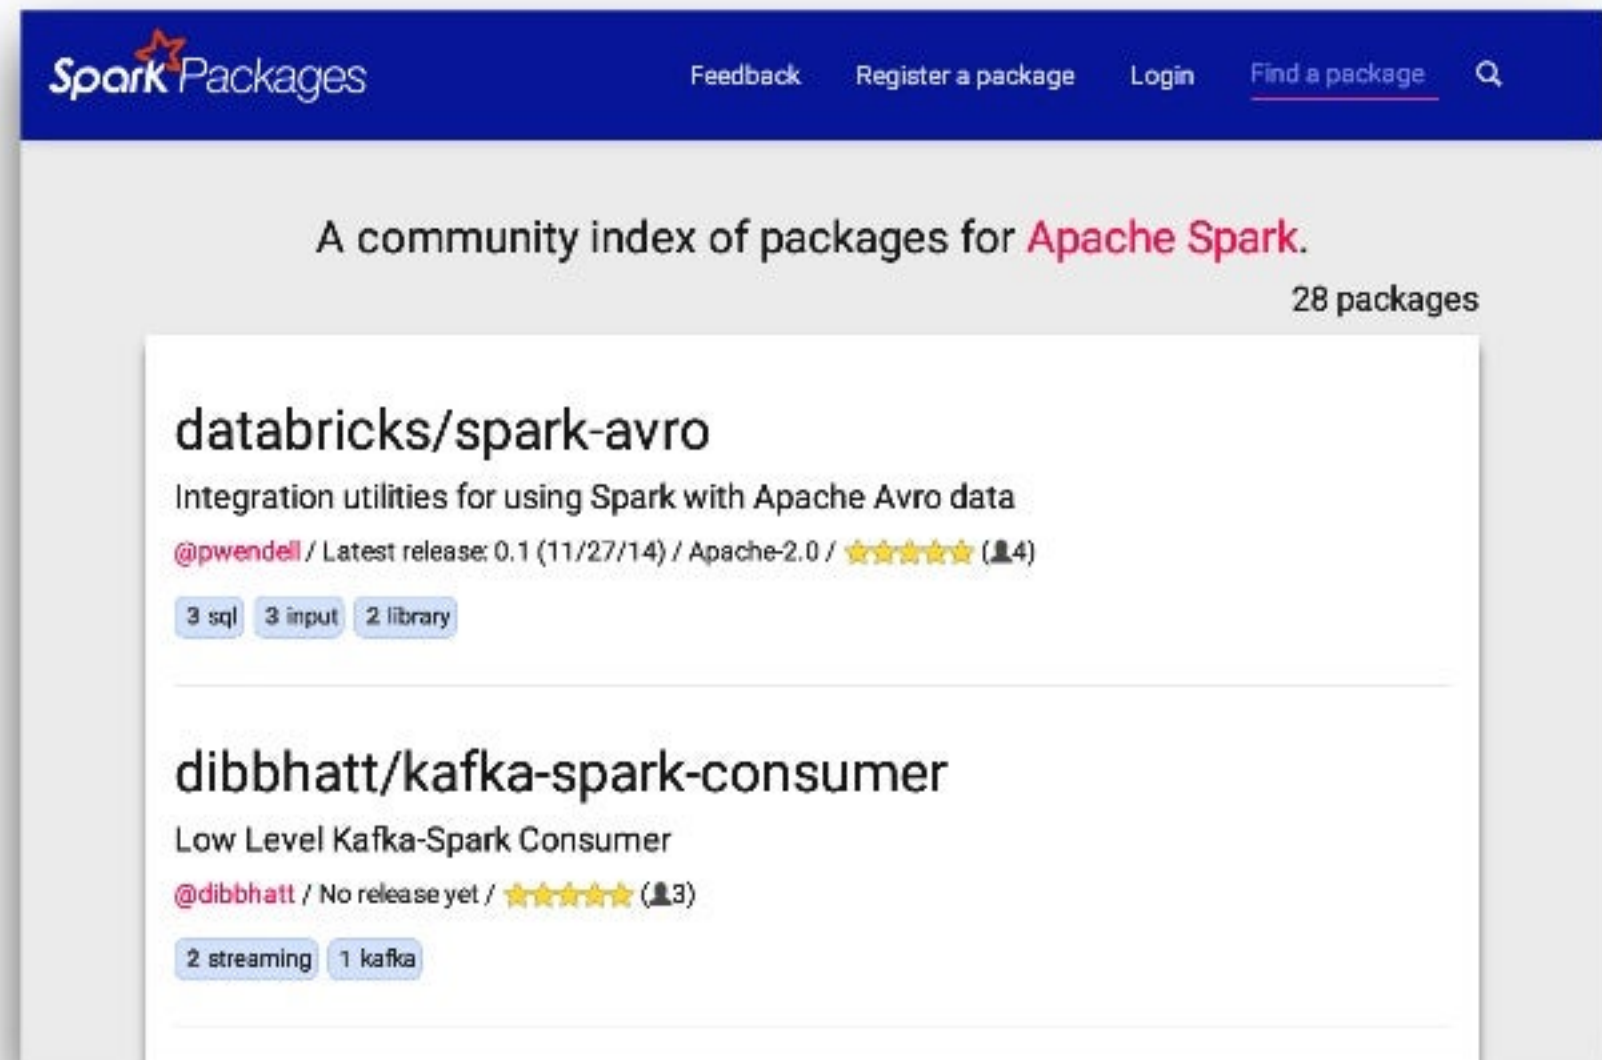 Spark Packages
Feedback Register a package Login Find a package
A community index of packages for Apache Spark.
28 packages
databricks/spark-avro
Integration utilities for using Spark with Apache Avro data
@pwendell / Latest release: 0.1 (11/27/14) / Apache-2.0 / (4)
3 sql 3 input 2 library
dibbhatt/kafka-spark-consumer
Low Level Kafka-Spark Consumer
@dibbhatt / No release yet / (3)
2 streaming 1 kafka